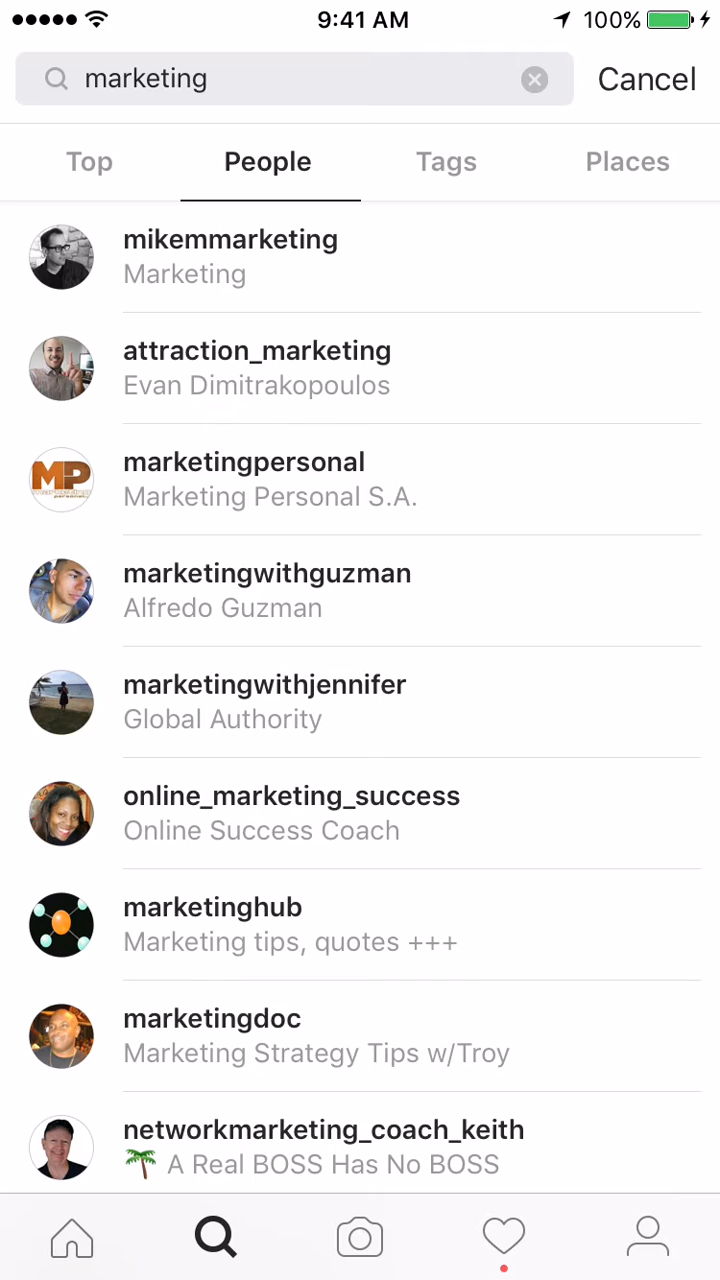 9:41 AM 100%
marketing Cancel
Top People Tags Places
mikemmarketing
Marketing
attraction_marketing
Evan Dimitrakopoulos
MP
marketingpersonal
Marketing Personal S.A.
marketingwithguzman
Alfredo Guzman
marketingwithjennifer
Global Authority
online_marketing_success
Online Success Coach
marketinghub
Marketing tips, quotes +++
marketingdoc
Marketing Strategy Tips w/Troy
networkmarketing_coach_keith
🌴 A Real BOSS Has No BOSS